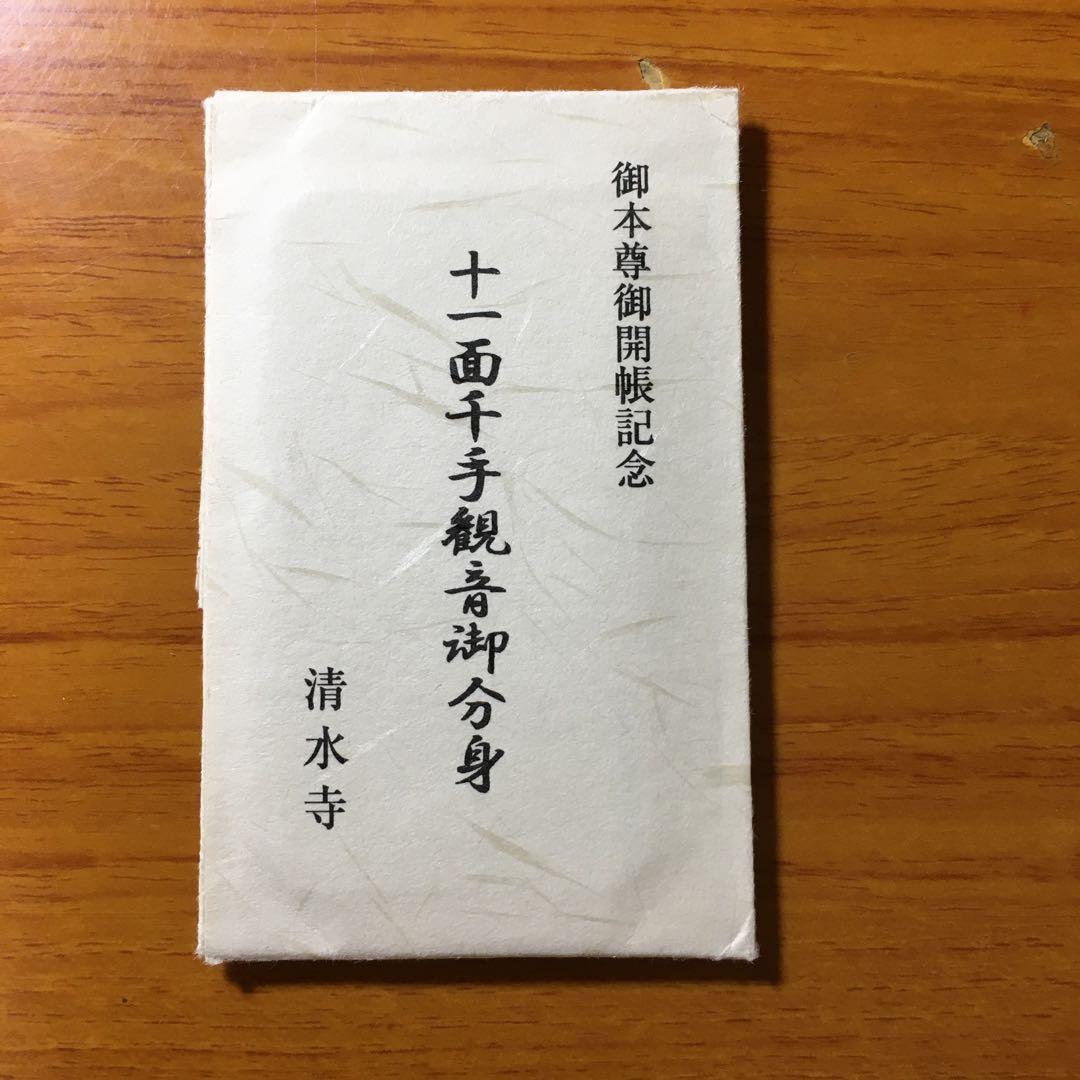 御本尊御開帳記念
十一面千手観音御分身
清水寺